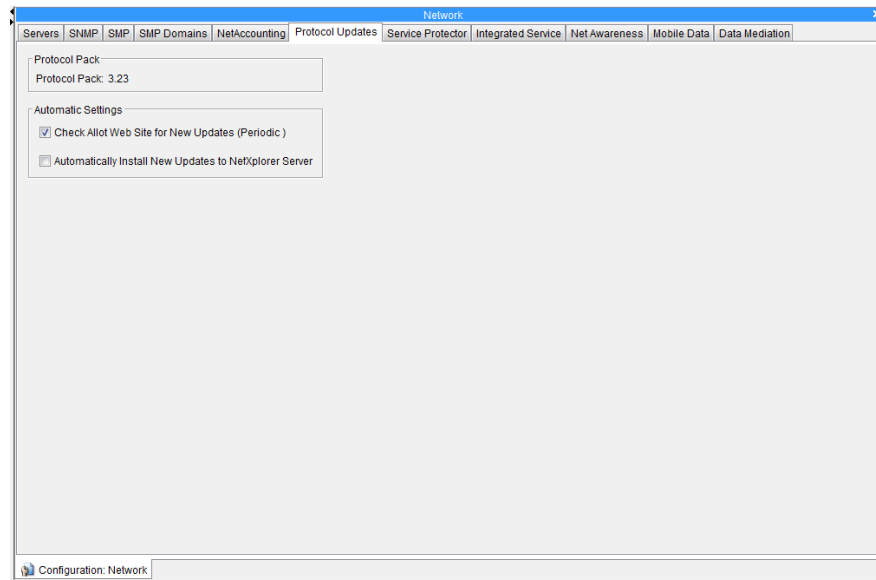 Network
Servers SNMP SMP SMP Domains NetAccounting Protocol Updates Service Protector Integrated Service Net Awareness Mobile Data Data Mediation
Protocol Pack
Protocol Pack: 3.23
Automatic Settings
Check Allot Web Site for New Updates (Periodic )
Automatically Install New Updates to NetXplorer Server
Configuration: Network